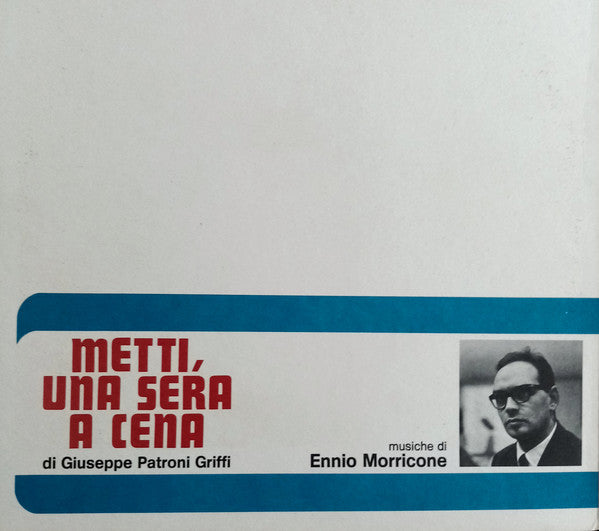 METTI,
UNA SERA
A CENA
di Giuseppe Patroni Griffi
musiche di
Ennio Morricone